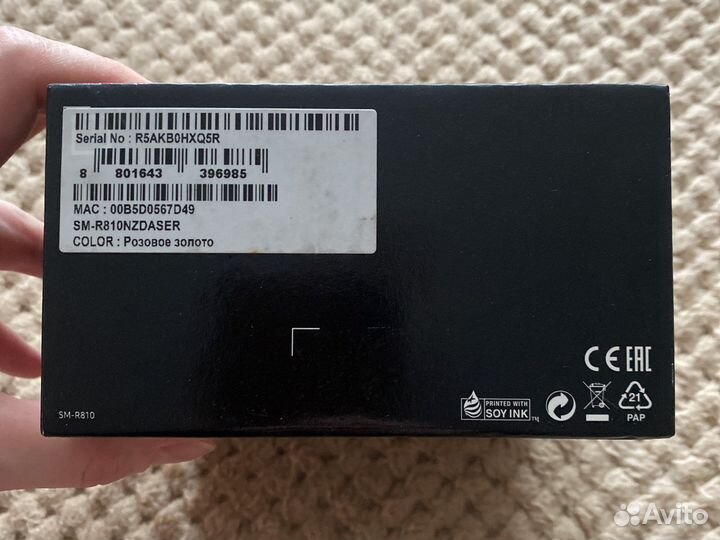 Serial No : R5AKB0HXQ5R
8 801643 396985
MAC : 00B5D0567D49
SM-R810NZDASER
COLOR : Розовое золото
CE EAC
PRINTED WITH
SOY INK TM
21
PAP
SM-R810
Avito